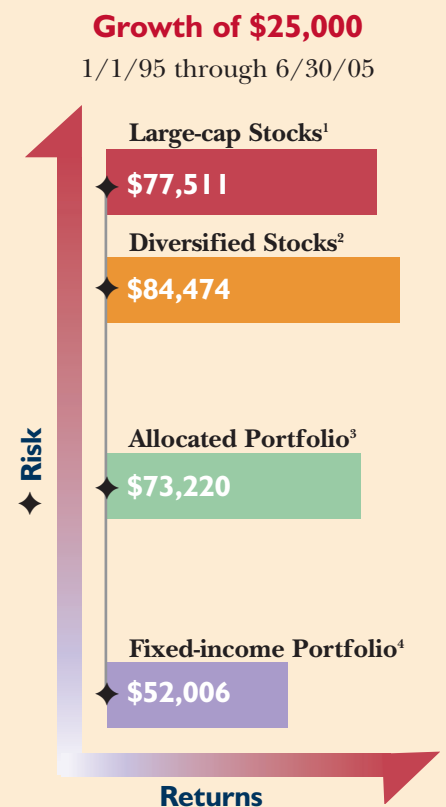 Growth of $25,000
1/1/95 through 6/30/05
Large-cap Stocks¹
$77,511
Diversified Stocks²
$84,474
Allocated Portfolio³
$73,220
Risk
Fixed-income Portfolio⁴
$52,006
Returns